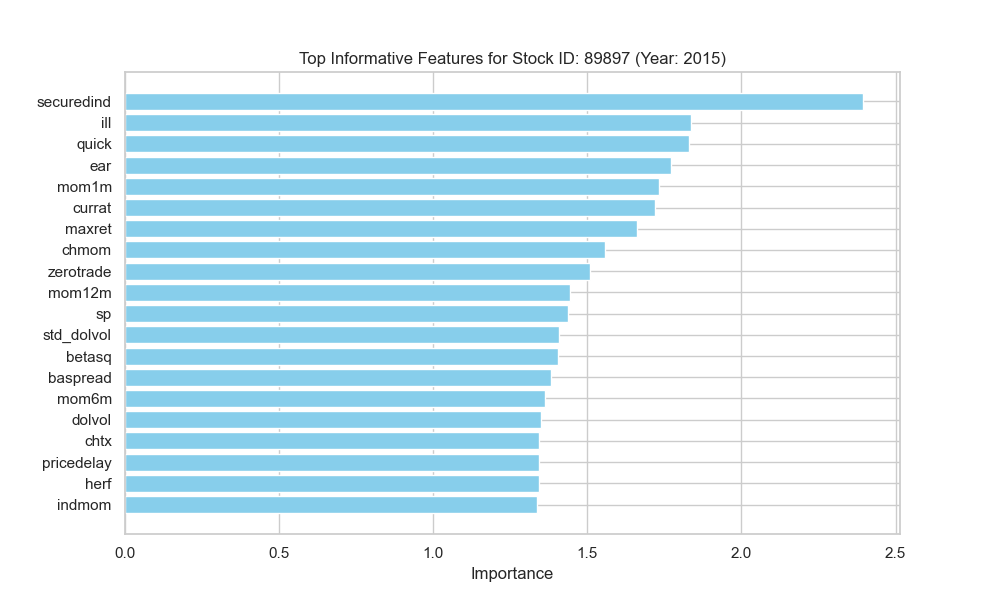 Top Informative Features for Stock ID: 89897 (Year: 2015)
securedind
ill
quick
ear
mom1m
currat
maxret
chmom
zerotrade
mom12m
sp
std_dolvol
betasq
baspread
mom6m
dolvol
chtx
pricedelay
herf
indmom
0.0 0.5 1.0 1.5 2.0 2.5
Importance